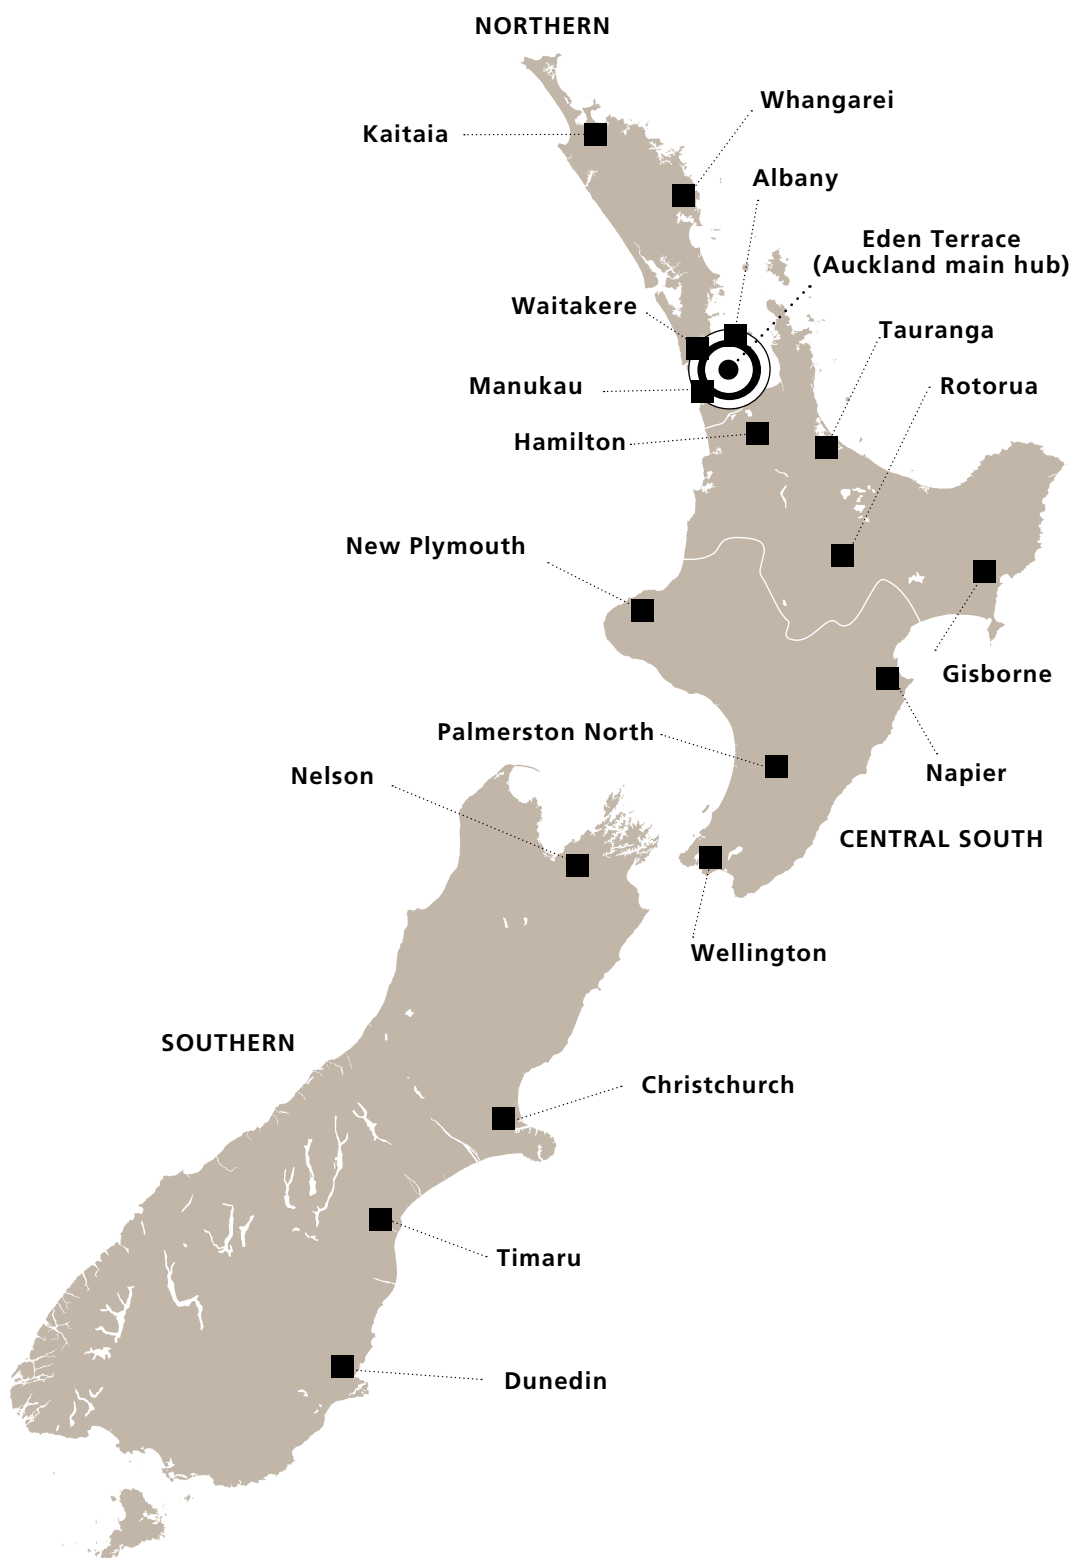 NORTHERN
Whangarei
Kaitaia
Albany
Eden Terrace
(Auckland main hub)
Waitakere
Tauranga
Manukau
Rotorua
Hamilton
New Plymouth
Gisborne
Palmerston North
Napier
Nelson
CENTRAL SOUTH
Wellington
SOUTHERN
Christchurch
Timaru
Dunedin